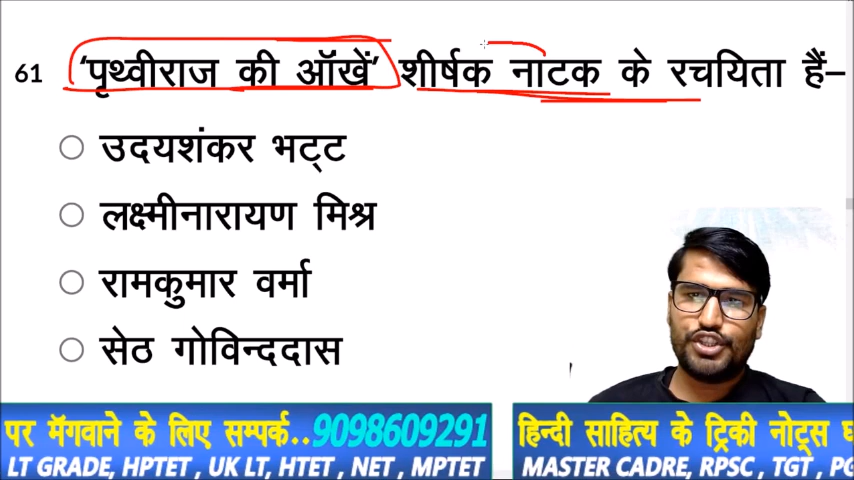 61 'पृथ्वीराज की ऑखें' शीर्षक नाटक के रचयिता हैं–
उदयशंकर भट्ट
लक्ष्मीनारायण मिश्र
रामकुमार वर्मा
सेठ गोविन्ददास
पर मॅगवाने के लिए सम्पर्क..9098609291
LT GRADE, HPTET , UK LT, HTET , NET , MPTET
हिन्दी साहित्य के ट्रिकी नोट्स घ
MASTER CADRE, RPSC , TGT , PG